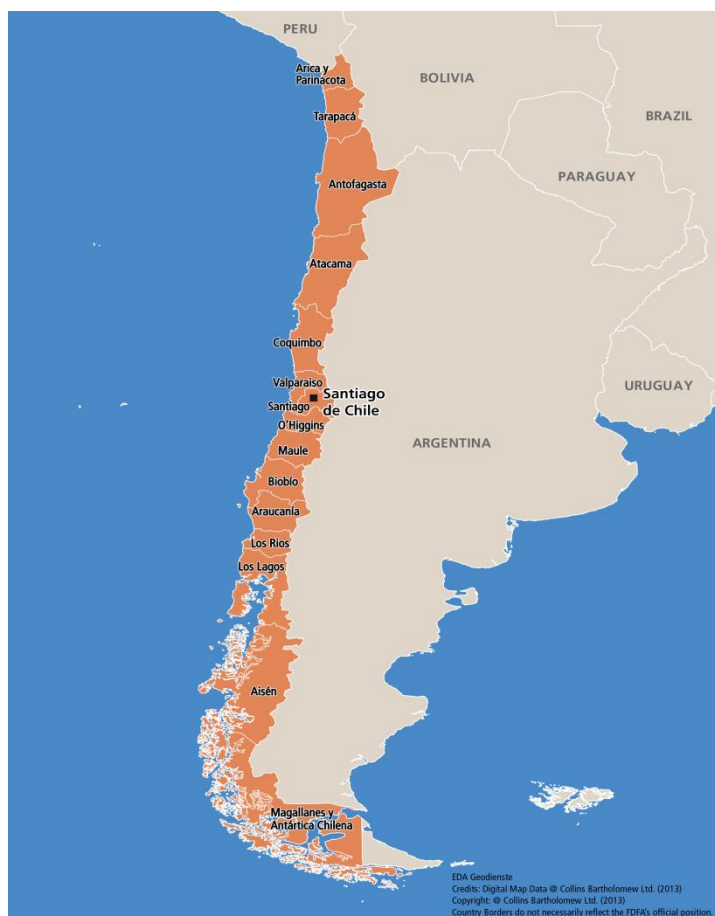 PERU
Arica y
Parinacota
BOLIVIA
Tarapacá
BRAZIL
PARAGUAY
Antofagasta
Atacama
Coquimbo
Valparaiso
URUGUAY
Santiago
de Chile
Santiago
O'Higgins
ARGENTINA
Maule
Biobío
Araucanía
Los Rios
Los Lagos
Aisén
Magallanes y
Antártica Chilena
EDA Geodienste
Credits: Digital Map Data @ Collins Bartholomew Ltd. (2013)
Copyright: @ Collins Bartholomew Ltd. (2013)
Country Borders do not necessarily reflect the FDFA's official position.